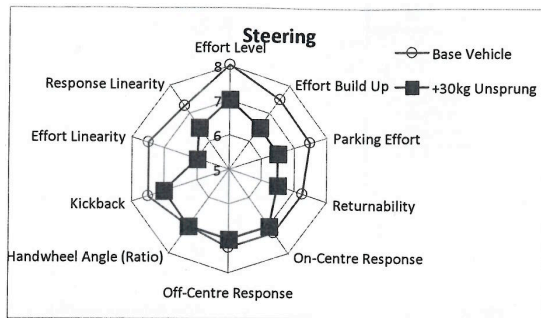 Steering
Effort Level
8
Base Vehicle
Response Linearity
Effort Build Up
+30kg Unsprung
7
Effort Linearity
6
Parking Effort
5
Kickback
Returnability
Handwheel Angle (Ratio)
On-Centre Response
Off-Centre Response